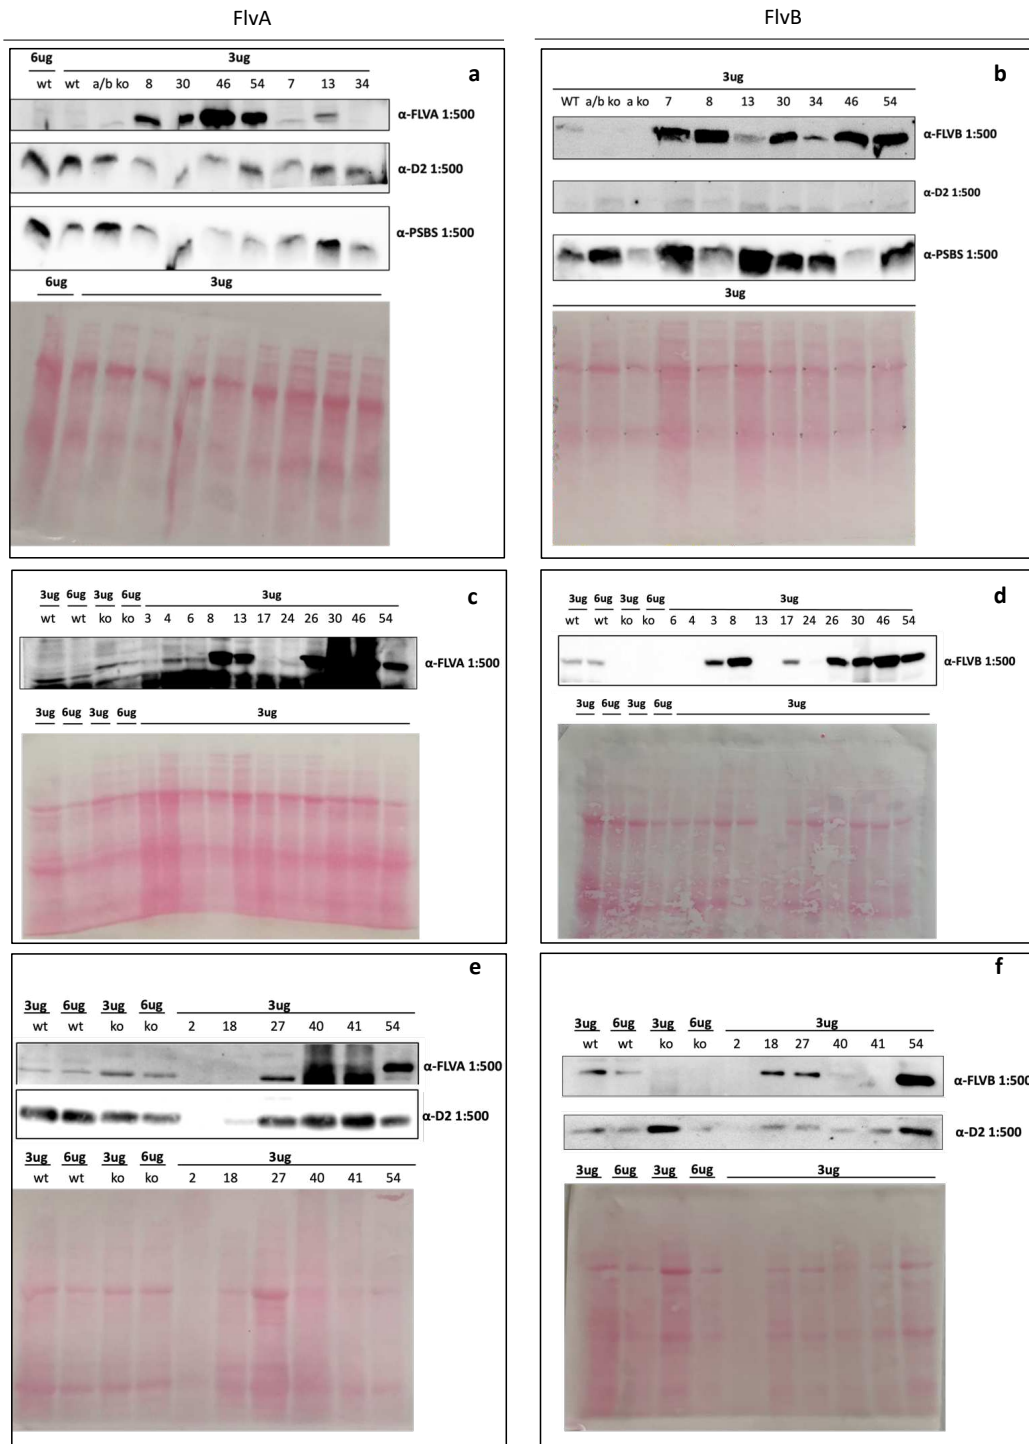 FlvA
FlvB
a
6ug 3ug
wt wt a/b ko 8 30 46 54 7 13 34
α-FLVA 1:500
α-D2 1:500
α-PSBS 1:500
6ug 3ug
b
3ug
WT a/b ko a ko 7 8 13 30 34 46 54
α-FLVB 1:500
α-D2 1:500
α-PSBS 1:500
3ug
c
3ug 6ug 3ug 6ug 3ug
wt wt ko ko 3 4 6 8 13 17 24 26 30 46 54
α-FLVA 1:500
3ug 6ug 3ug 6ug 3ug
d
3ug 6ug 3ug 6ug 3ug
wt wt ko ko 6 4 3 8 13 17 24 26 30 46 54
α-FLVB 1:500
3ug 6ug 3ug 6ug 3ug
e
3ug 6ug 3ug 6ug 3ug
wt wt ko ko 2 18 27 40 41 54
α-FLVA 1:500
α-D2 1:500
3ug 6ug 3ug 6ug 3ug
wt wt ko ko 2 18 27 40 41 54
f
3ug 6ug 3ug 6ug 3ug
wt wt ko ko 2 18 27 40 41 54
α-FLVB 1:500
α-D2 1:500
3ug 6ug 3ug 6ug 3ug